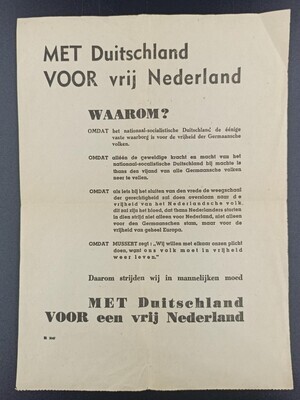 MET Duitschland
VOOR vrij Nederland
WAAROM?
OMDAT het nationaal-socialistische Duitschland de éénige
vaste waarborg is voor de vrijheid der Germaansche
volken.
OMDAT alléén de geweldige kracht en macht van het
nationaal-socialistische Duitschland bij machte is
thans den vijand van alle Germaansche volken
neer te vellen.
OMDAT als iets bij het sluiten van den vrede de weegschaal
der gerechtigheid zal doen overslaan naar de
vrijheid van het Nederlandsche volk,
dit zal zijn het bloed, dat thans Nederlanders storten
in dien strijd niet alleen voor Nederland, niet alleen
voor den Germaanschen stam, maar voor de
vrijheid van geheel Europa.
OMDAT MUSSERT zegt: „Wij willen met elkaar onzen plicht
doen, want ons volk moet in vrijheid
weer leven."
Daarom strijden wij in mannelijken moed
MET Duitschland
VOOR een vrij Nederland